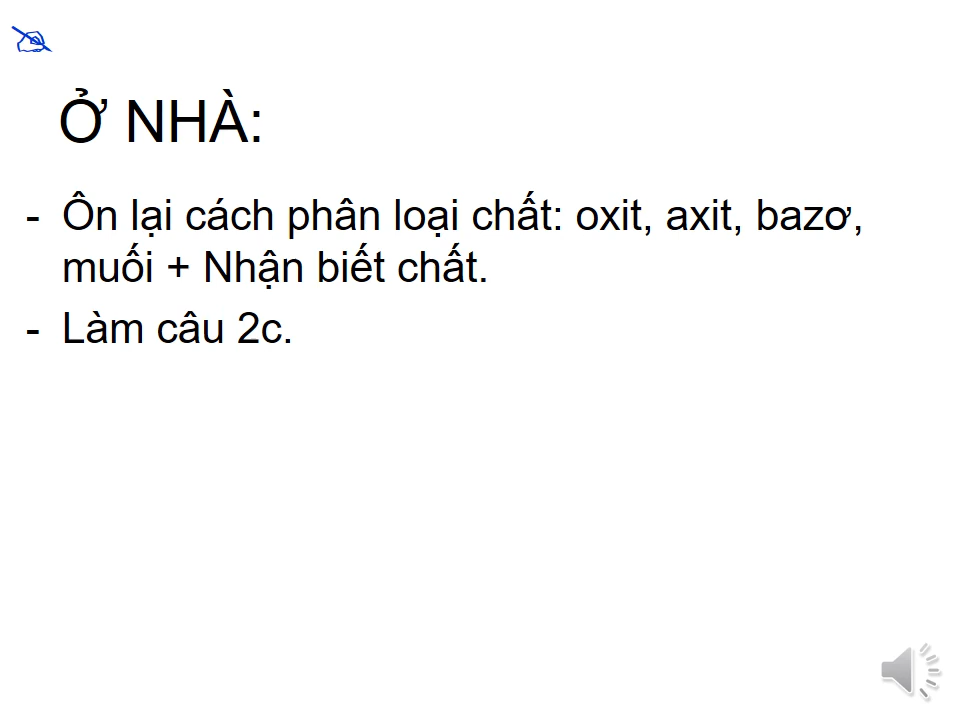 Ở NHÀ:
- Ôn lại cách phân loại chất: oxit, axit, bazơ,
muối + Nhận biết chất.
- Làm câu 2c.